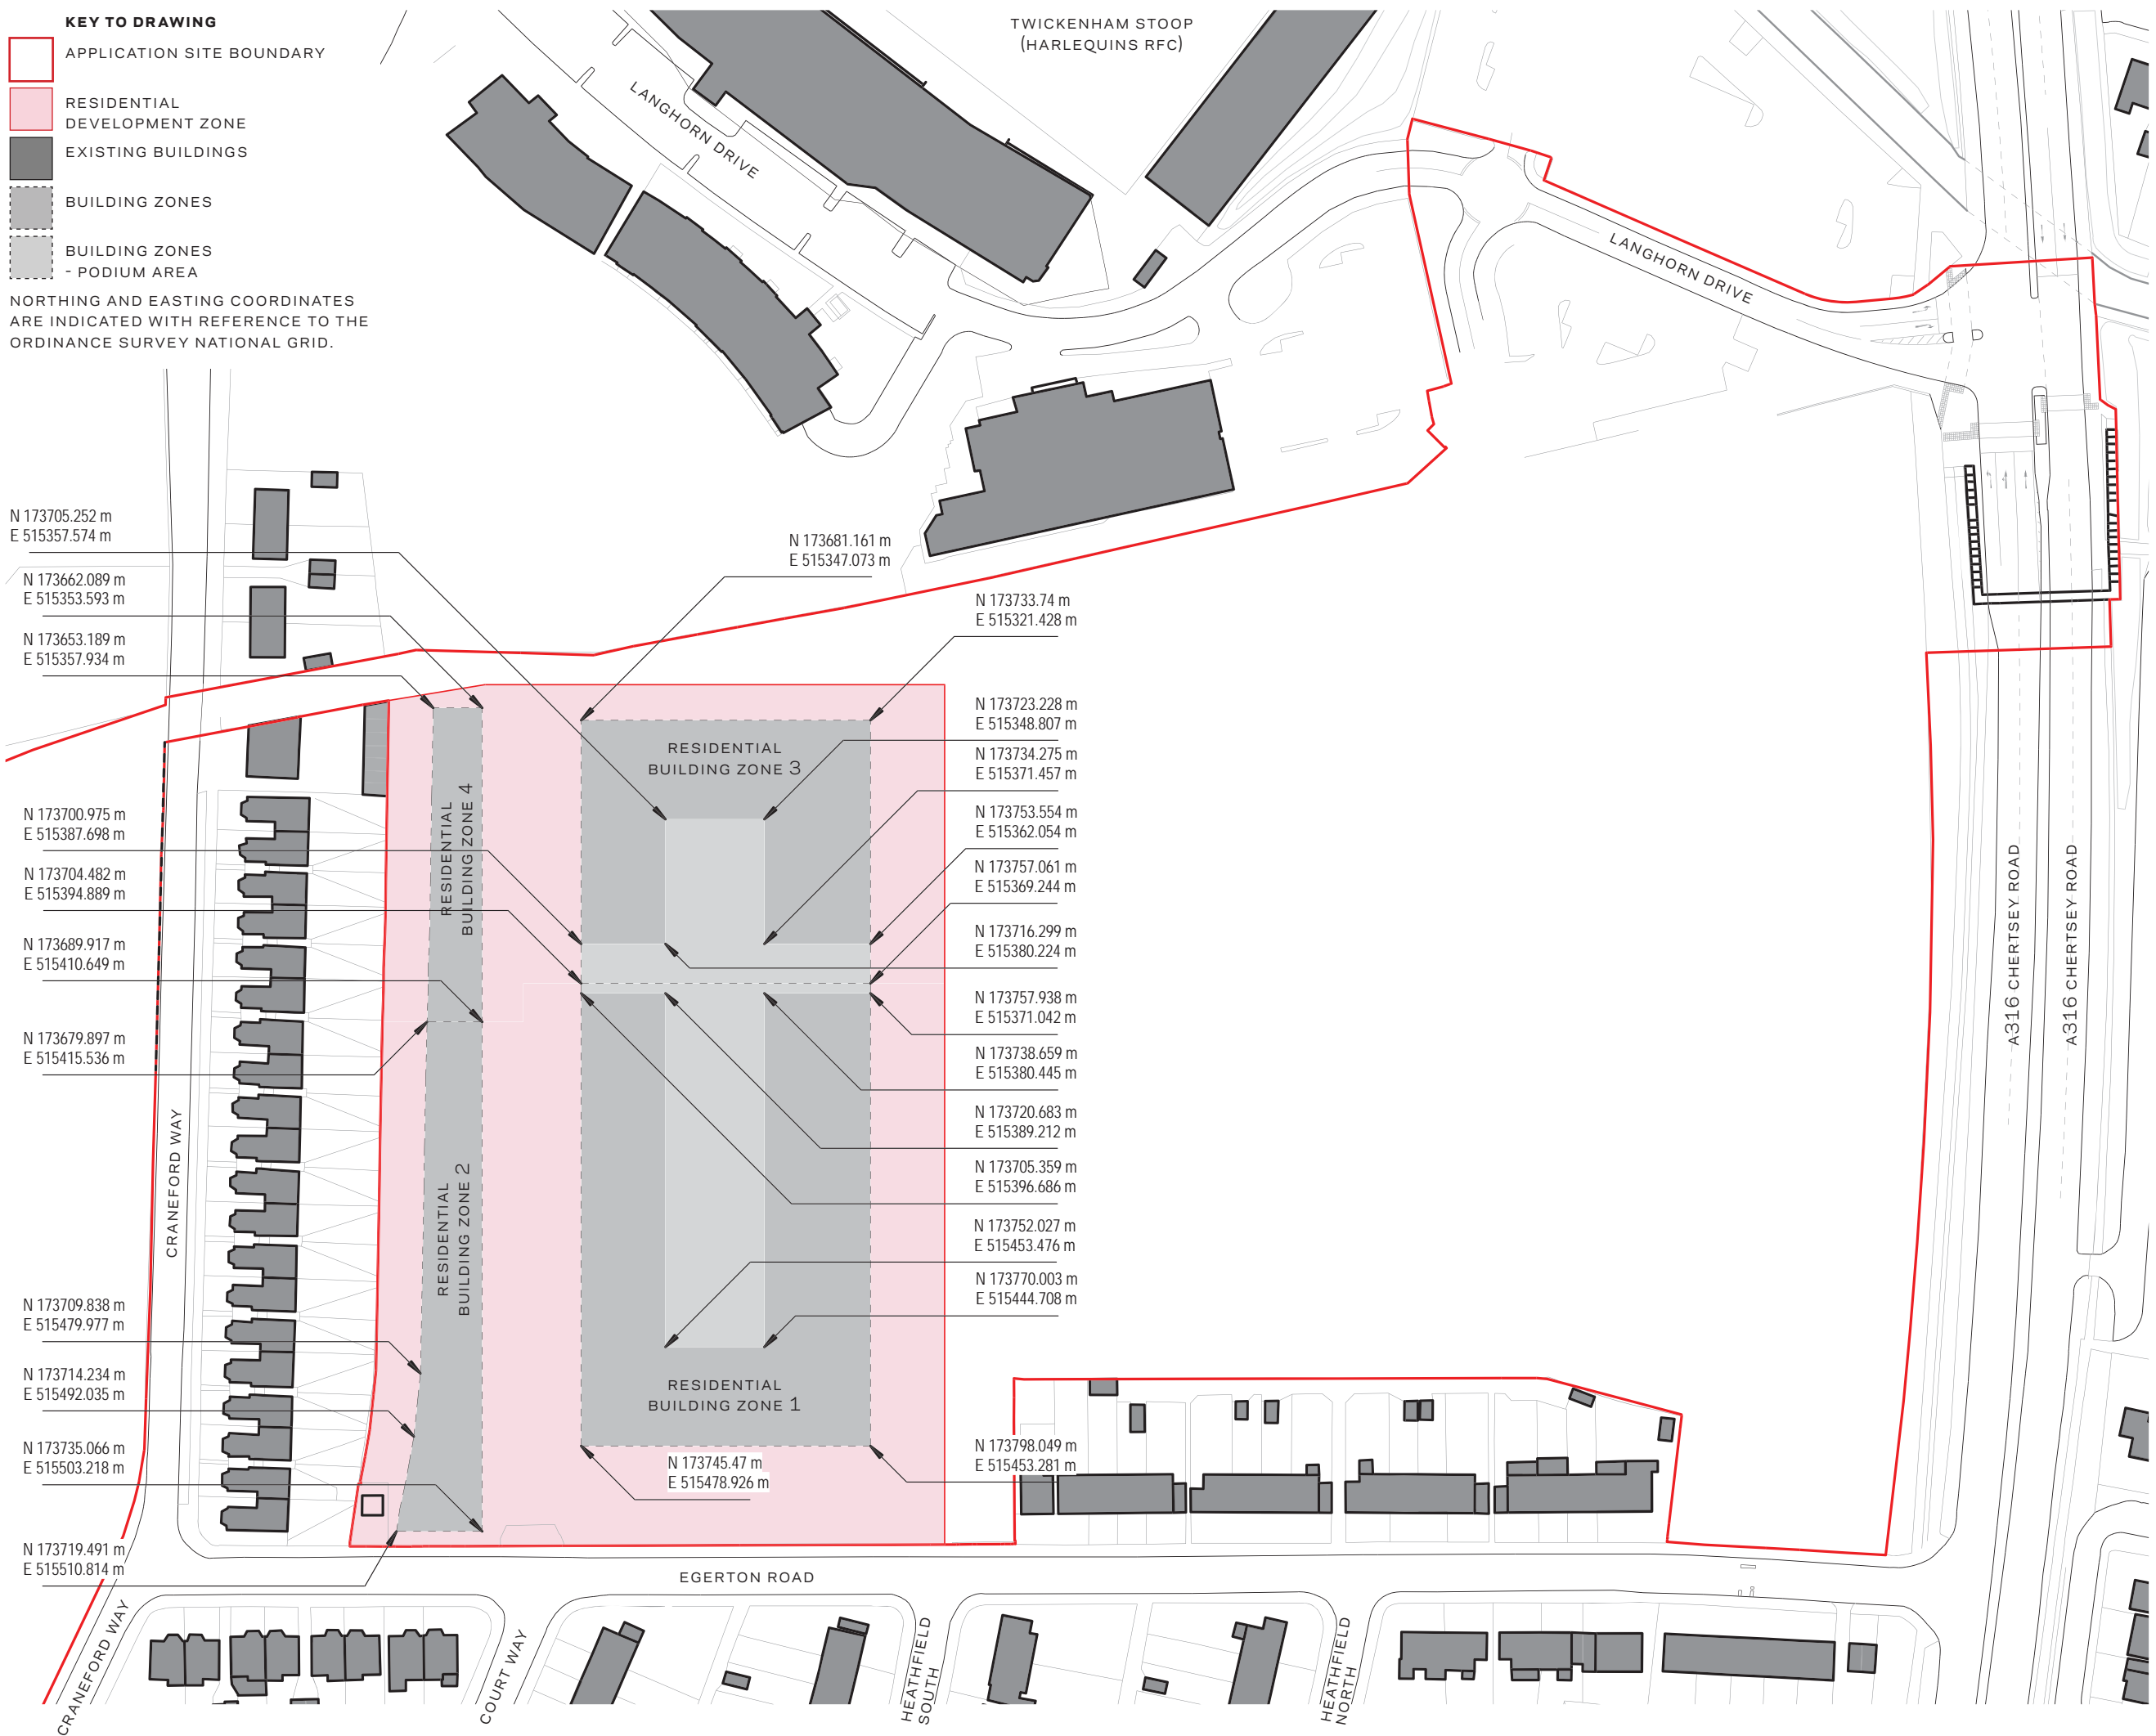 KEY TO DRAWING
APPLICATION SITE BOUNDARY
RESIDENTIAL
DEVELOPMENT ZONE
EXISTING BUILDINGS
BUILDING ZONES
BUILDING ZONES
- PODIUM AREA
NORTHING AND EASTING COORDINATES
ARE INDICATED WITH REFERENCE TO THE
ORDINANCE SURVEY NATIONAL GRID.
TWICKENHAM STOOP
(HARLEQUINS RFC)
LANGHORN DRIVE
LANGHORN DRIVE
N 173705.252 m
E 515357.574 m
N 173662.089 m
E 515353.593 m
N 173653.189 m
E 515357.934 m
N 173700.975 m
E 515387.698 m
N 173704.482 m
E 515394.889 m
N 173689.917 m
E 515410.649 m
N 173679.897 m
E 515415.536 m
N 173709.838 m
E 515479.977 m
N 173714.234 m
E 515492.035 m
N 173735.066 m
E 515503.218 m
N 173719.491 m
E 515510.814 m
N 173681.161 m
E 515347.073 m
N 173733.74 m
E 515321.428 m
N 173723.228 m
E 515348.807 m
N 173734.275 m
E 515371.457 m
N 173753.554 m
E 515362.054 m
N 173757.061 m
E 515369.244 m
N 173716.299 m
E 515380.224 m
N 173757.938 m
E 515371.042 m
N 173738.659 m
E 515380.445 m
N 173720.683 m
E 515389.212 m
N 173705.359 m
E 515396.686 m
N 173752.027 m
E 515453.476 m
N 173770.003 m
E 515444.708 m
N 173798.049 m
E 515453.281 m
N 173745.47 m
E 515478.926 m
RESIDENTIAL
BUILDING ZONE 3
RESIDENTIAL
BUILDING ZONE 4
RESIDENTIAL
BUILDING ZONE 2
RESIDENTIAL
BUILDING ZONE 1
CRANEFORD WAY
CRANEFORD WAY
A316 CHERTSEY ROAD
A316 CHERTSEY ROAD
EGERTON ROAD
COURT WAY
HEATHFIELD
SOUTH
HEATHFIELD
NORTH